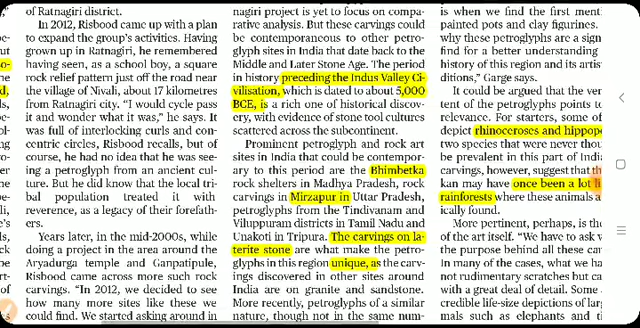 of Ratnagiri district.
In 2012, Risbood came up with a plan
to expand the group's activities. Having
grown up in Ratnagiri, he remembered
having seen, as a school boy, a square
rock relief pattern just off the road near
the village of Nivali, about 17 kilometres
from Ratnagiri city. "I would cycle pass
it and wonder what it was," he says. It
was full of interlocking curls and con-
centric circles, Risbood recalls, but of
course, he had no idea that he was see-
ing a petroglyph from an ancient cul-
ture. But he did know that the local tri-
bal population treated it with
reverence, as a legacy of their forefath-
ers.
Years later, in the mid-2000s, while
doing a project in the area around the
Aryadurga temple and Ganpatipule,
Risbood came across more such rock
carvings. "In 2012, we decided to see
how many more sites like these we
could find. We started asking around in
nagiri project is yet to focus on compa-
rative analysis. But these carvings could
be contemporaneous to other petro-
glyph sites in India that date back to the
Middle and Later Stone Age. The period
in history preceding the Indus Valley Ci-
vilisation, which is dated to about 5,000
BCE, is a rich one of historical discov-
ery, with evidence of stone tool cultures
scattered across the subcontinent.
Prominent petroglyph and rock art
sites in India that could be contempor-
ary to this period are the Bhimbetka
rock shelters in Madhya Pradesh, rock
carvings in Mirzapur in Uttar Pradesh,
petroglyphs from the Tindivanam and
Viluppuram districts in Tamil Nadu and
Unakoti in Tripura. The carvings on la-
terite stone are what make the petro-
glyphs in this region unique, as the
carvings discovered in other sites around
India are on granite and sandstone.
More recently, petroglyphs of a similar
nature, though not in the same num-
is when we find the first
painted pots and clay figurines.
why these petroglyphs are a
find for a better understanding
history of this region and its
ditions," Garge says.
It could be argued that the
tent of the petroglyphs points
relevance. For starters, some of
depict rhinoceroses and
two species that were never
be prevalent in this part of
carvings, however, suggest that
kan may have once been a lot
rainforests where these animals
ically found.
More pertinent, perhaps, is the
of the art itself. "We have to ask
the purpose behind all these
in many of the cases, what we
not rudimentary scratches but
with a great deal of detail. Some
credible life-size depictions of
mals such as elephants and